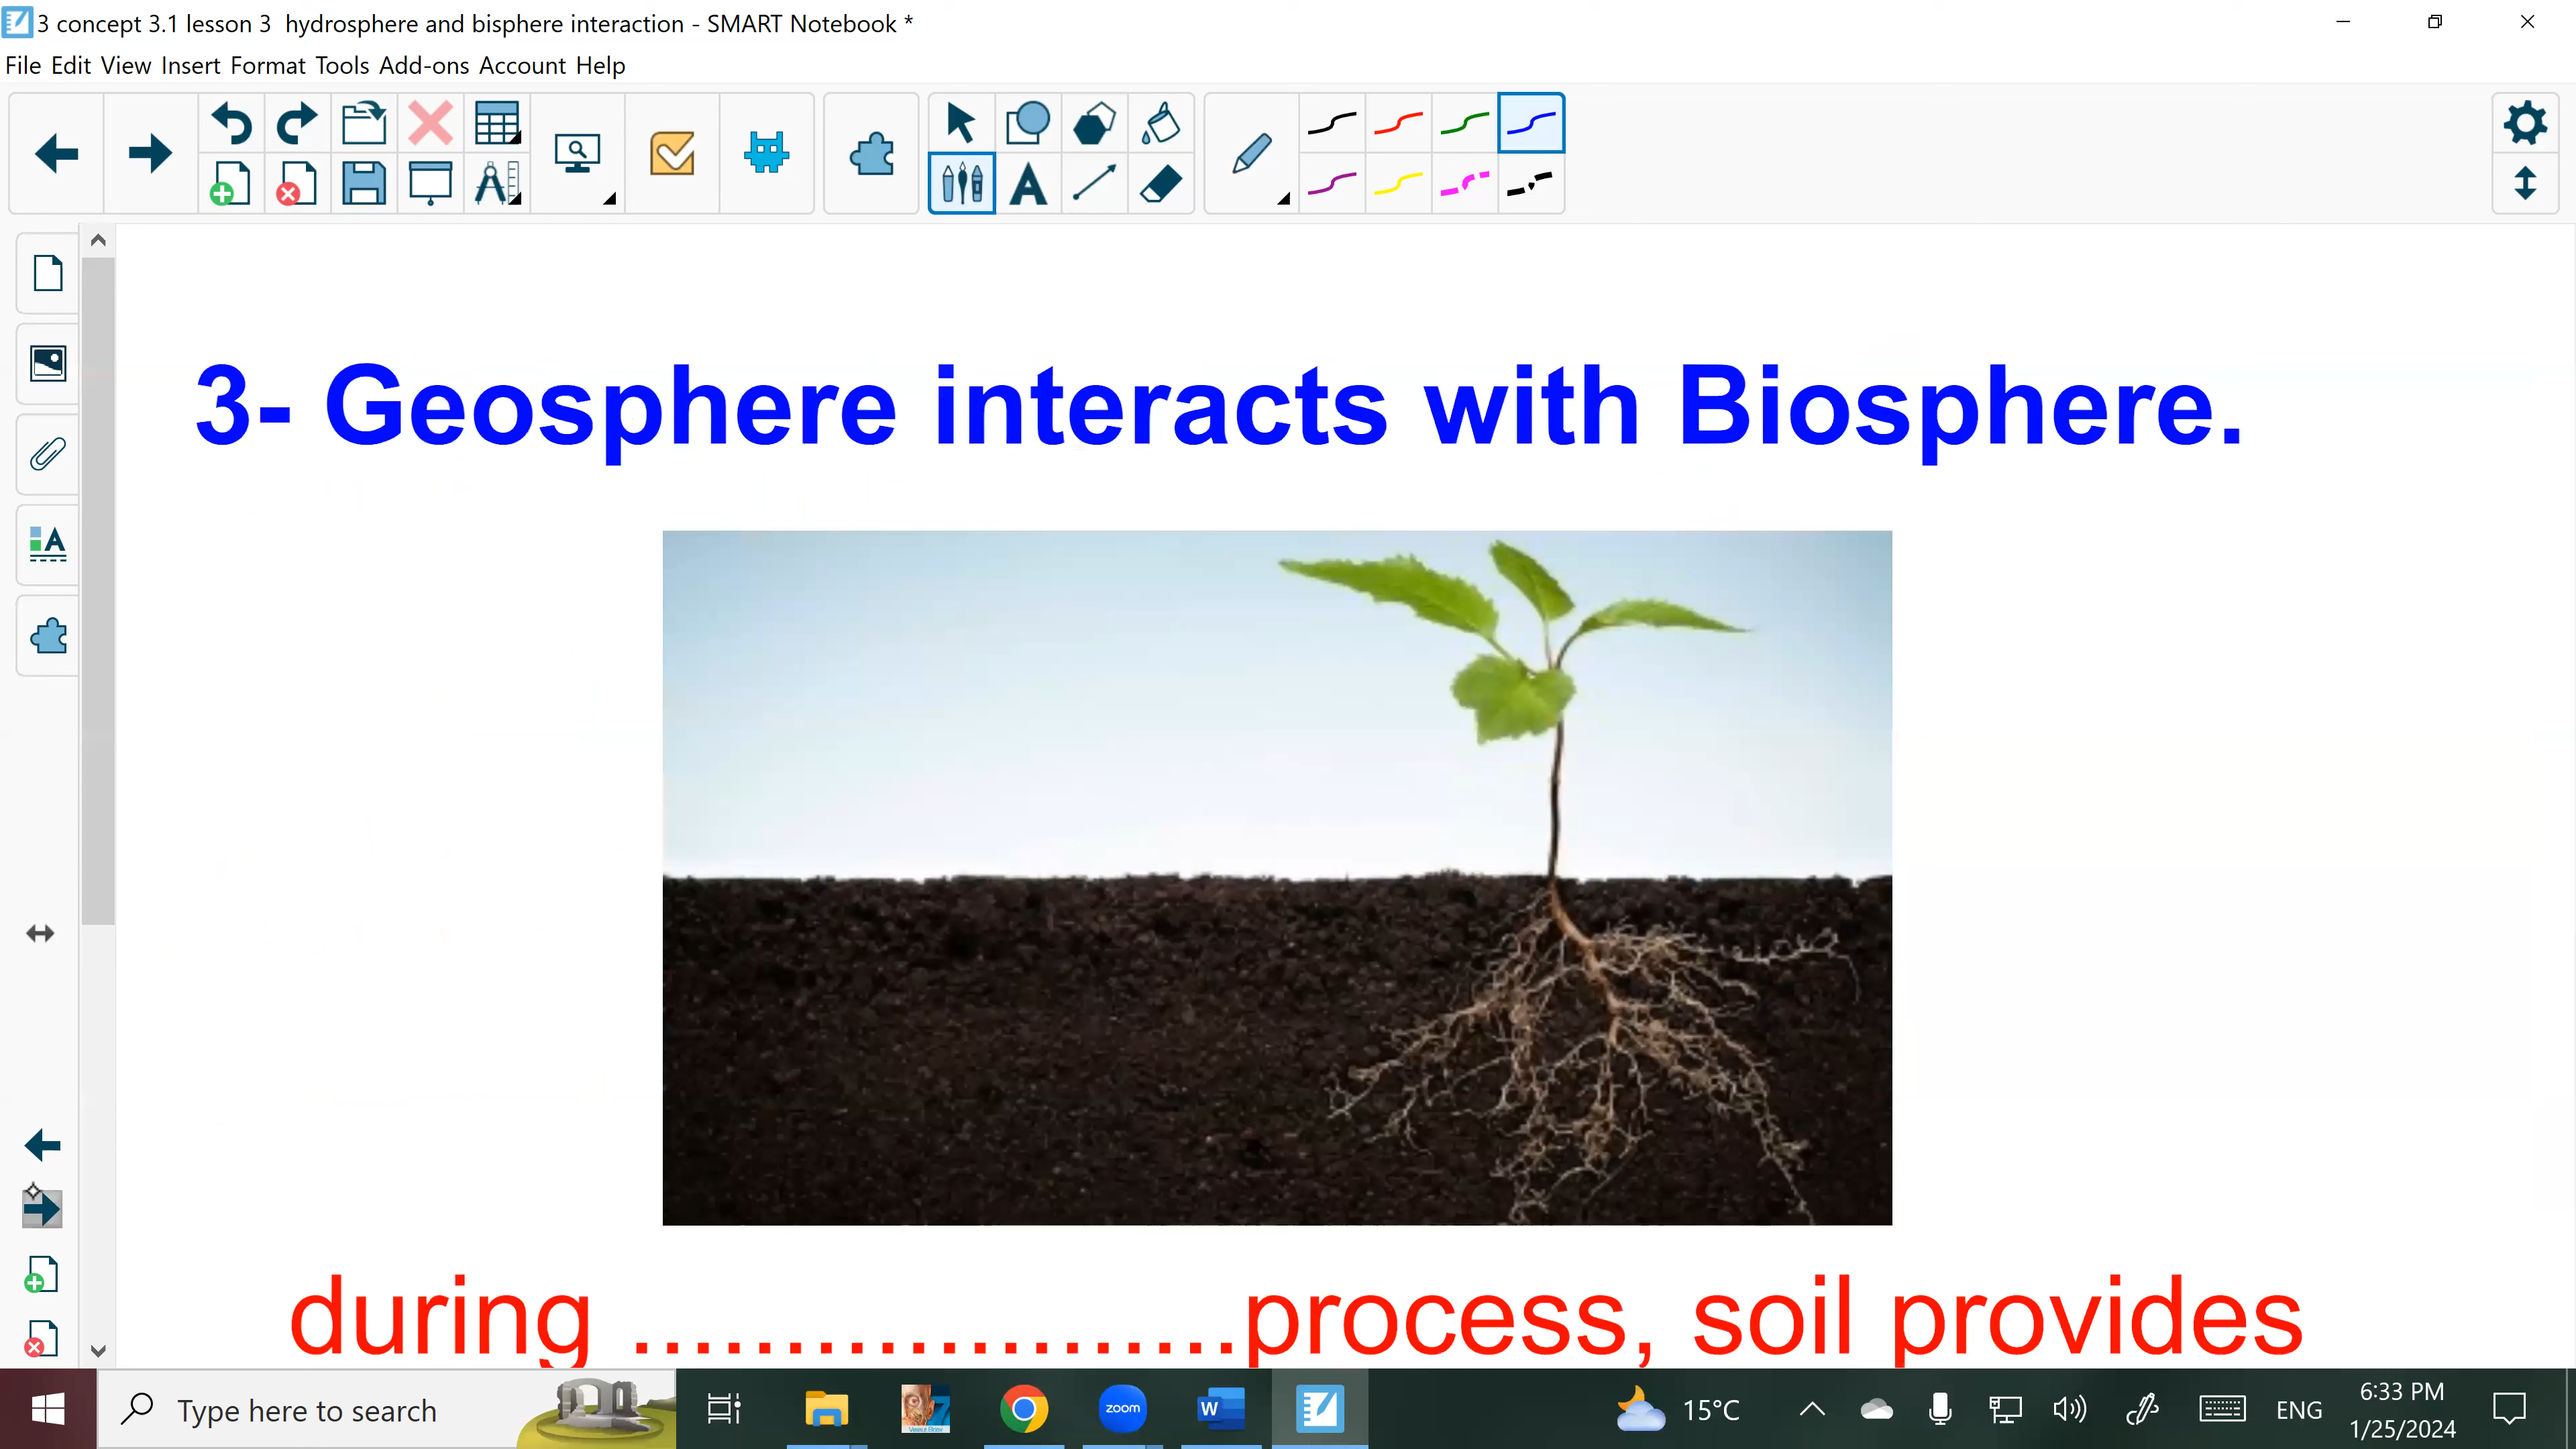 3 concept 3.1 lesson 3  hydrosphere and bisphere interaction - SMART Notebook *
File Edit View Insert Format Tools Add-ons Account Help
3- Geosphere interacts with Biosphere.
during ....................process, soil provides
Type here to search
zoom
W
15°C
ENG
6:33 PM
1/25/2024